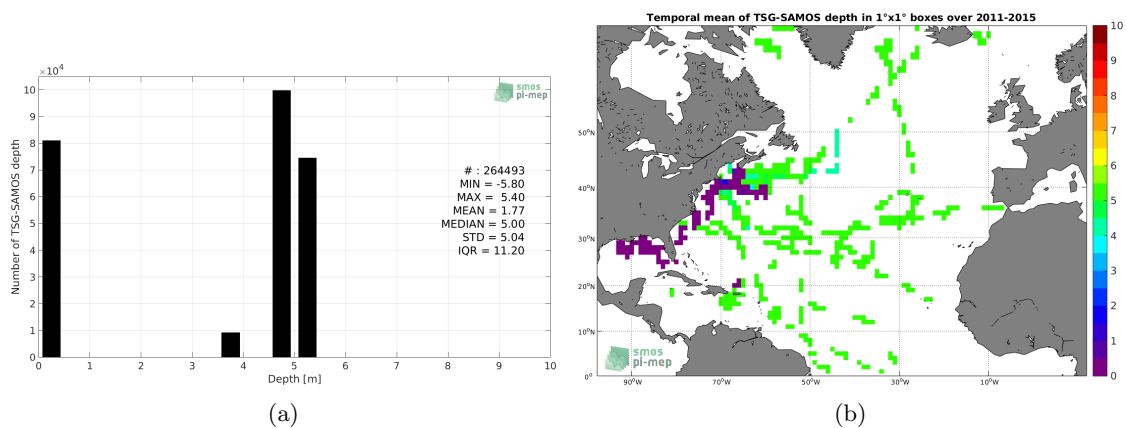 ×10⁴
10
9
8
7
6
5
4
3
2
1
0
0 1 2 3 4 5 6 7 8 9 10
Number of TSG-SAMOS depth
Depth [m]
smos
pi-mep
# : 264493
MIN = -5.80
MAX = 5.40
MEAN = 1.77
MEDIAN = 5.00
STD = 5.04
IQR = 11.20
(a)
Temporal mean of TSG-SAMOS depth in 1°x1° boxes over 2011-2015
50°N
40°N
30°N
20°N
10°N
0°
90°W 70°W 50°W 30°W 10°W
smos
pi-mep
10
9
8
7
6
5
4
3
2
1
0
(b)